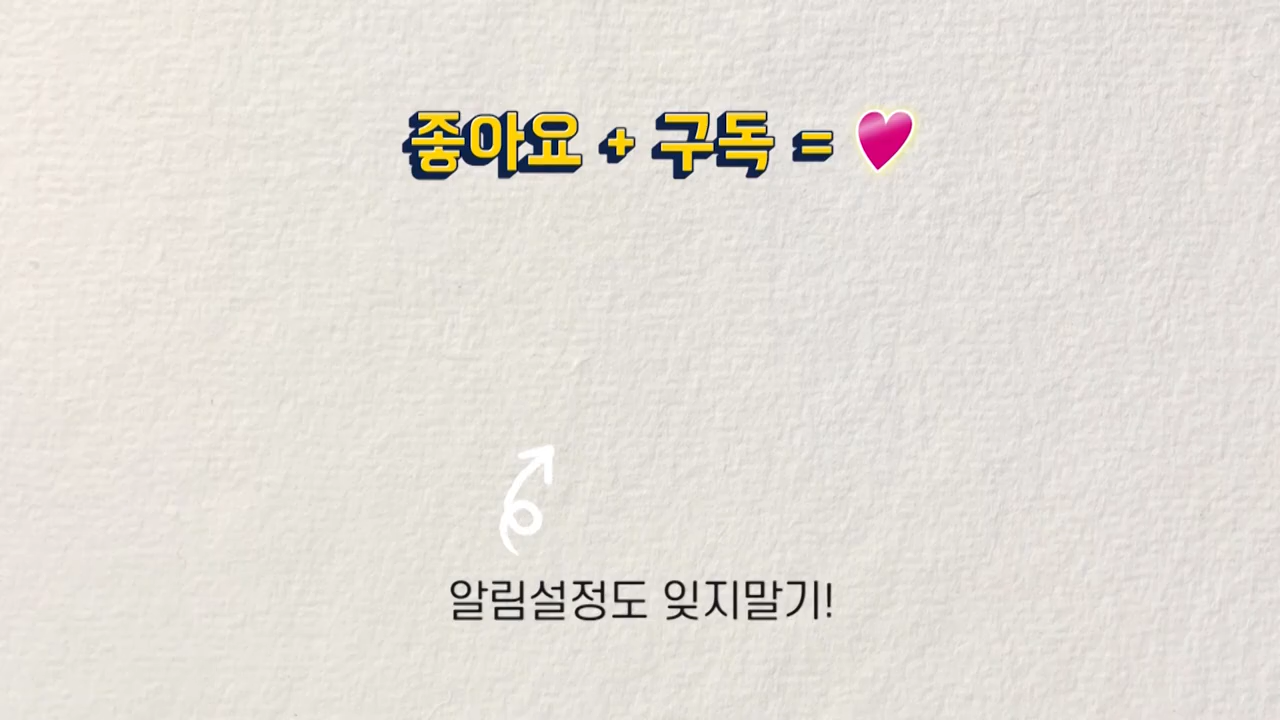 좋아요 + 구독 = 💗
알림설정도 잊지말기!